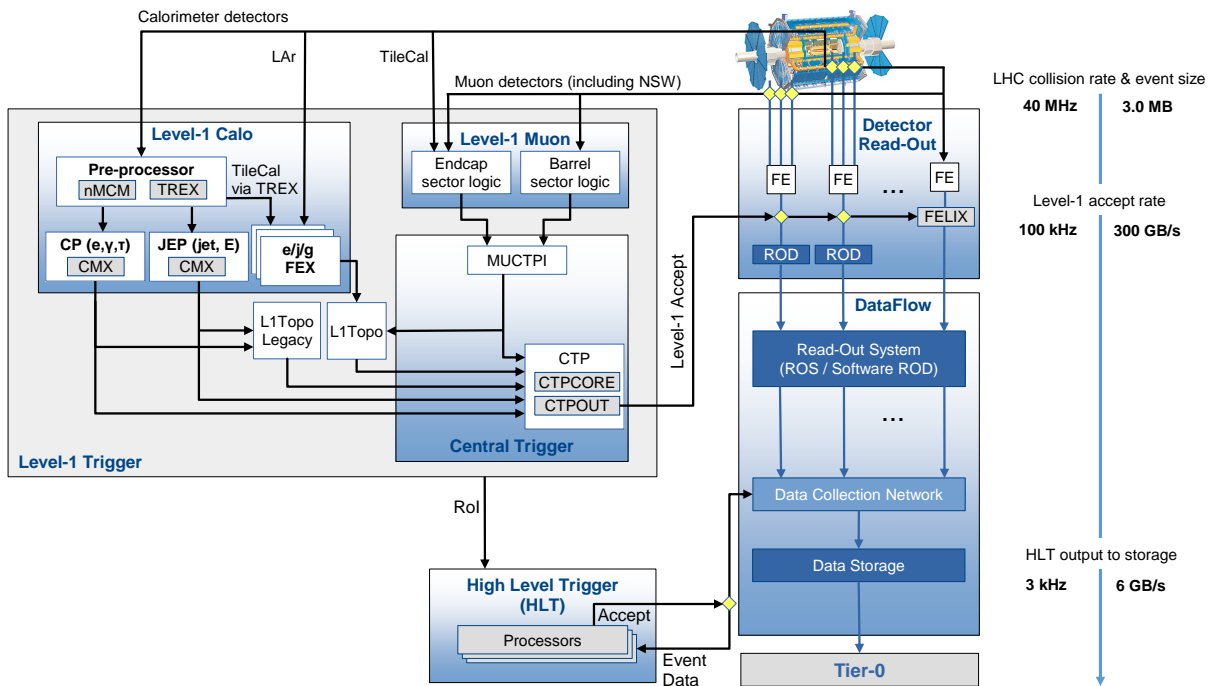 Calorimeter detectors
LAr
TileCal
Muon detectors (including NSW)
Level-1 Calo
Pre-processor
nMCM
TREX
TileCal
via TREX
CP (e,γ,τ)
CMX
JEP (jet, E)
CMX
e/j/g
FEX
Level-1 Muon
Endcap
sector logic
Barrel
sector logic
MUCTPI
L1Topo
Legacy
L1Topo
CTP
CTPCORE
CTPOUT
Central Trigger
Level-1 Trigger
Level-1 Accept
RoI
High Level Trigger
(HLT)
Accept
Processors
Event
Data
Detector
Read-Out
FE
FE
...
FE
FELIX
ROD
ROD
DataFlow
Read-Out System
(ROS / Software ROD)
...
Data Collection Network
Data Storage
Tier-0
LHC collision rate & event size
40 MHz
3.0 MB
Level-1 accept rate
100 kHz
300 GB/s
HLT output to storage
3 kHz
6 GB/s